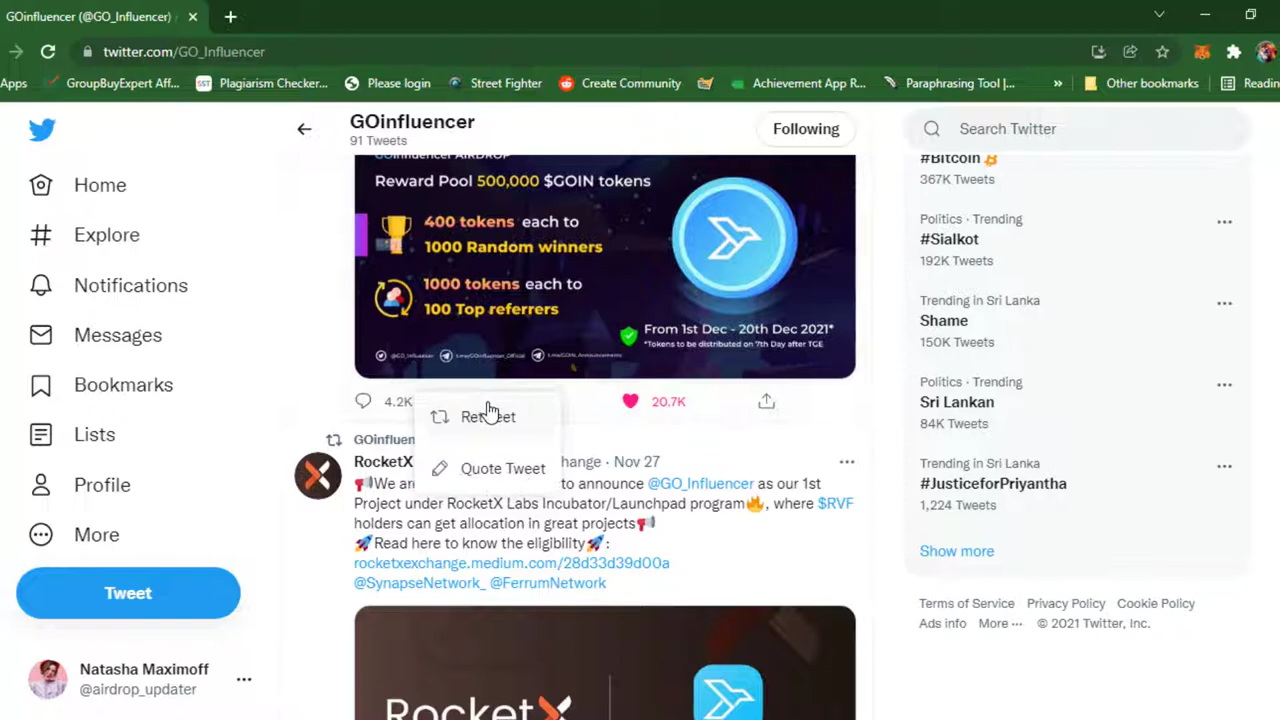 GOinfluencer (@GO_Influencer)
twitter.com/GO_Influencer
Apps
GroupBuyExpert Aff...
Plagiarism Checker...
Please login
Street Fighter
Create Community
Achievement App R...
Paraphrasing Tool |...
»
Other bookmarks
Readin
Home
Explore
Notifications
Messages
Bookmarks
Lists
Profile
More
Tweet
Natasha Maximoff
@airdrop_updater
GOinfluencer
91 Tweets
Following
GOinfluencer AIRDROP
Reward Pool 500,000 $GOIN tokens
400 tokens each to
1000 Random winners
1000 tokens each to
100 Top referrers
From 1st Dec - 20th Dec 2021*
*Tokens to be distributed on 7th Day after TGE
4.2K
Retweet
Quote Tweet
20.7K
GOinfluen
RocketX
hange · Nov 27
📢We are
to announce @GO_Influencer as our 1st
Project under RocketX Labs Incubator/Launchpad program🔥, where $RVF
holders can get allocation in great projects📢
🚀Read here to know the eligibility🚀:
rocketxexchange.medium.com/28d33d39d00a
@SynapseNetwork_ @FerrumNetwork
RocketX
Search Twitter
#Bitcoin
367K Tweets
Politics · Trending
#Sialkot
192K Tweets
Trending in Sri Lanka
Shame
150K Tweets
Politics · Trending
Sri Lankan
84K Tweets
Trending in Sri Lanka
#JusticeforPriyantha
1,224 Tweets
Show more
Terms of Service Privacy Policy Cookie Policy
Ads info More ··· © 2021 Twitter, Inc.